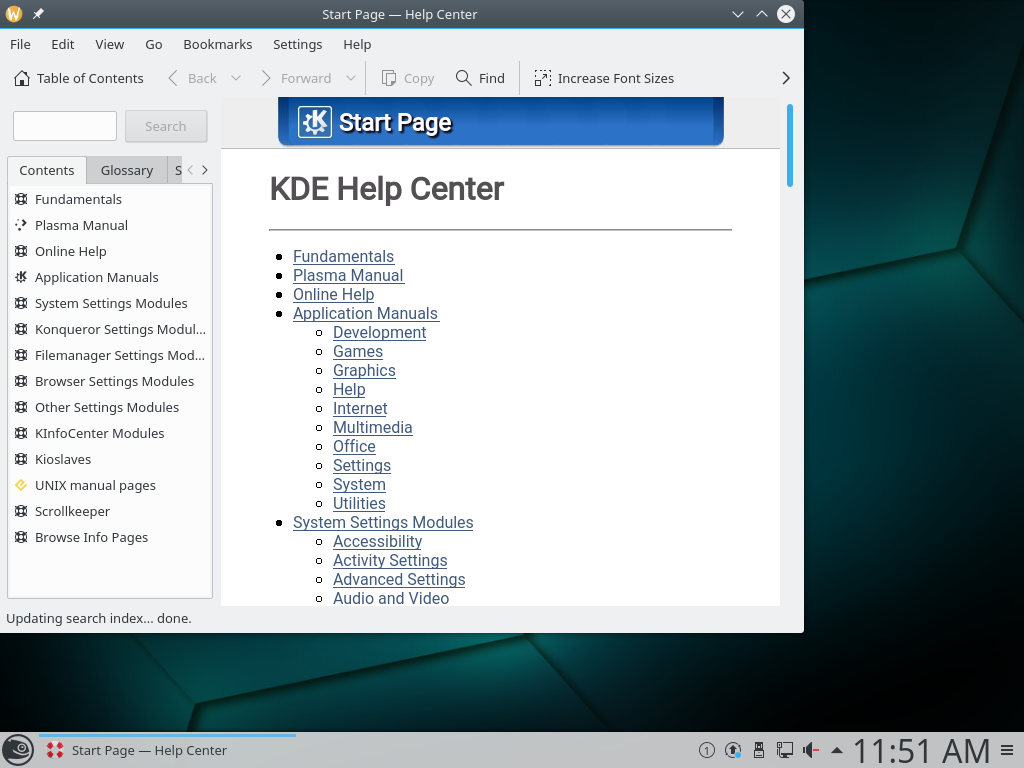 Start Page — Help Center
File Edit View Go Bookmarks Settings Help
Table of Contents Back Forward Copy Find Increase Font Sizes
Search
Contents Glossary S
Fundamentals
Plasma Manual
Online Help
Application Manuals
System Settings Modules
Konqueror Settings Modul...
Filemanager Settings Mod...
Browser Settings Modules
Other Settings Modules
KInfoCenter Modules
Kioslaves
UNIX manual pages
Scrollkeeper
Browse Info Pages
Start Page
KDE Help Center
Fundamentals
Plasma Manual
Online Help
Application Manuals
Development
Games
Graphics
Help
Internet
Multimedia
Office
Settings
System
Utilities
System Settings Modules
Accessibility
Activity Settings
Advanced Settings
Audio and Video
Updating search index... done.
Start Page — Help Center
1
11:51 AM